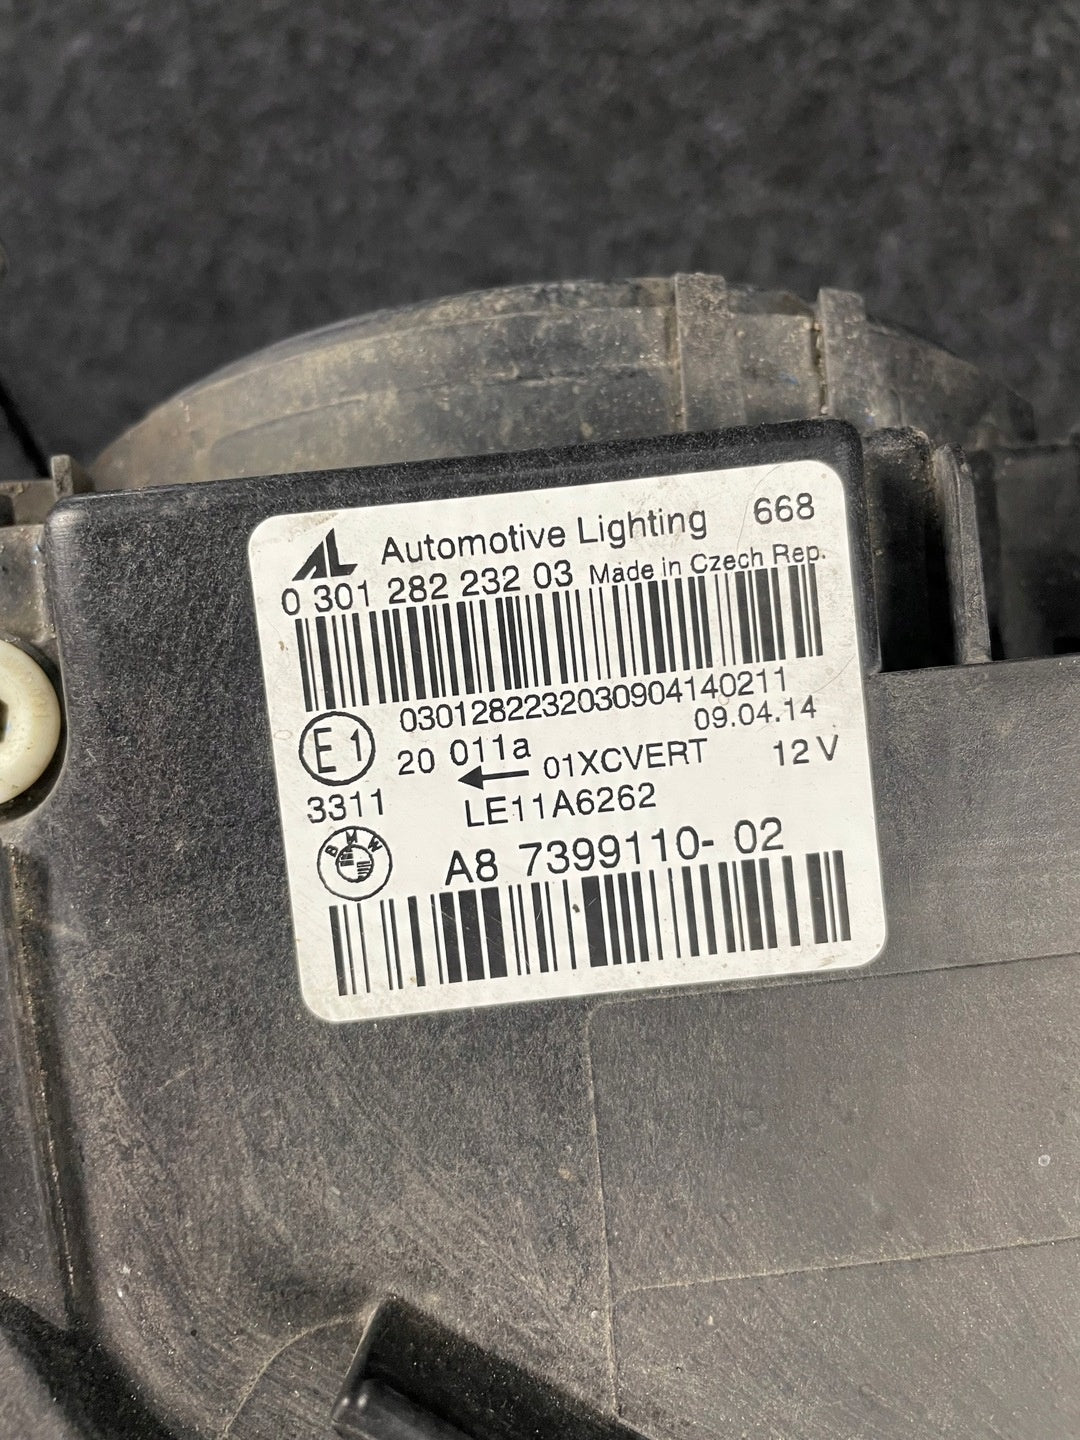 AL Automotive Lighting 668
0 301 282 232 03 Made in Czech Rep.
0301282232030904140211
09.04.14
E1 20 011a 01XCVERT 12 V
3311 LE11A6262
BMW A8 7399110- 02